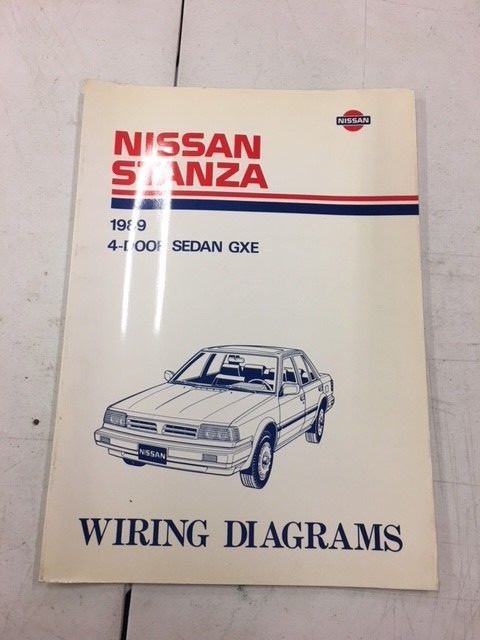 NISSAN
NISSAN
STANZA
1989
4-DOOR SEDAN GXE
NISSAN
WIRING DIAGRAMS